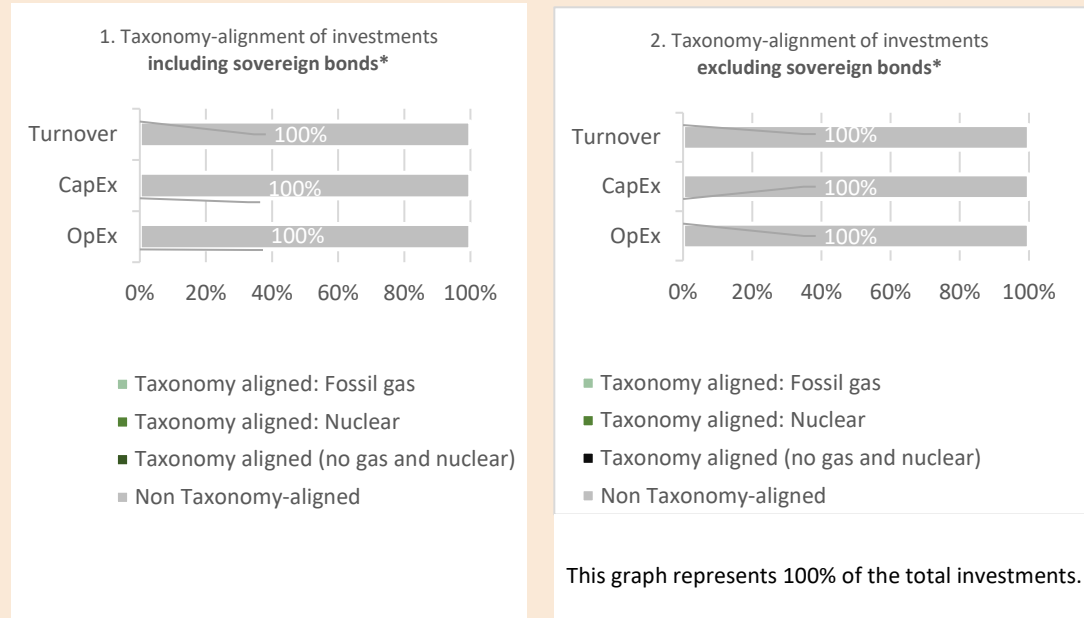 1. Taxonomy-alignment of investments
including sovereign bonds*
Turnover
100%
CapEx
100%
OpEx
100%
0% 20% 40% 60% 80% 100%
Taxonomy aligned: Fossil gas
Taxonomy aligned: Nuclear
Taxonomy aligned (no gas and nuclear)
Non Taxonomy-aligned
2. Taxonomy-alignment of investments
excluding sovereign bonds*
Turnover
100%
CapEx
100%
OpEx
100%
0% 20% 40% 60% 80% 100%
Taxonomy aligned: Fossil gas
Taxonomy aligned: Nuclear
Taxonomy aligned (no gas and nuclear)
Non Taxonomy-aligned
This graph represents 100% of the total investments.